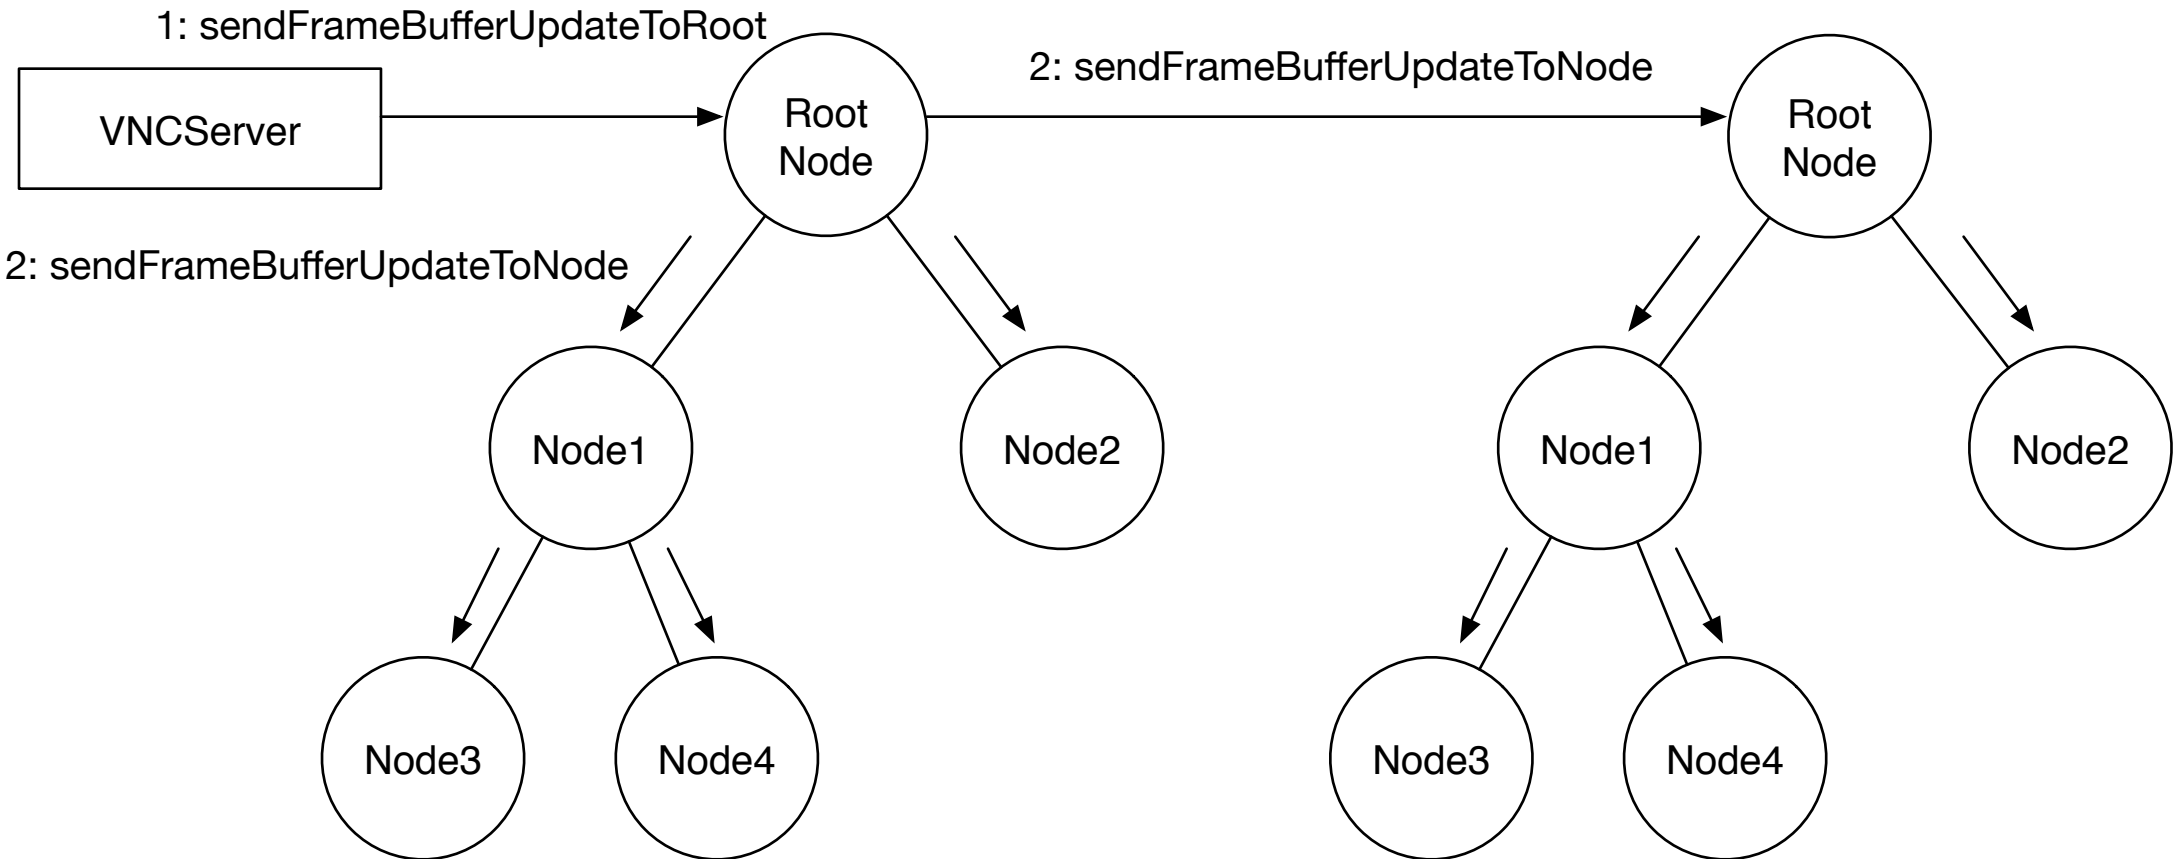 1: sendFrameBufferUpdateToRoot
2: sendFrameBufferUpdateToNode
VNCServer
Root
Node
Root
Node
2: sendFrameBufferUpdateToNode
Node1
Node2
Node1
Node2
Node3
Node4
Node3
Node4